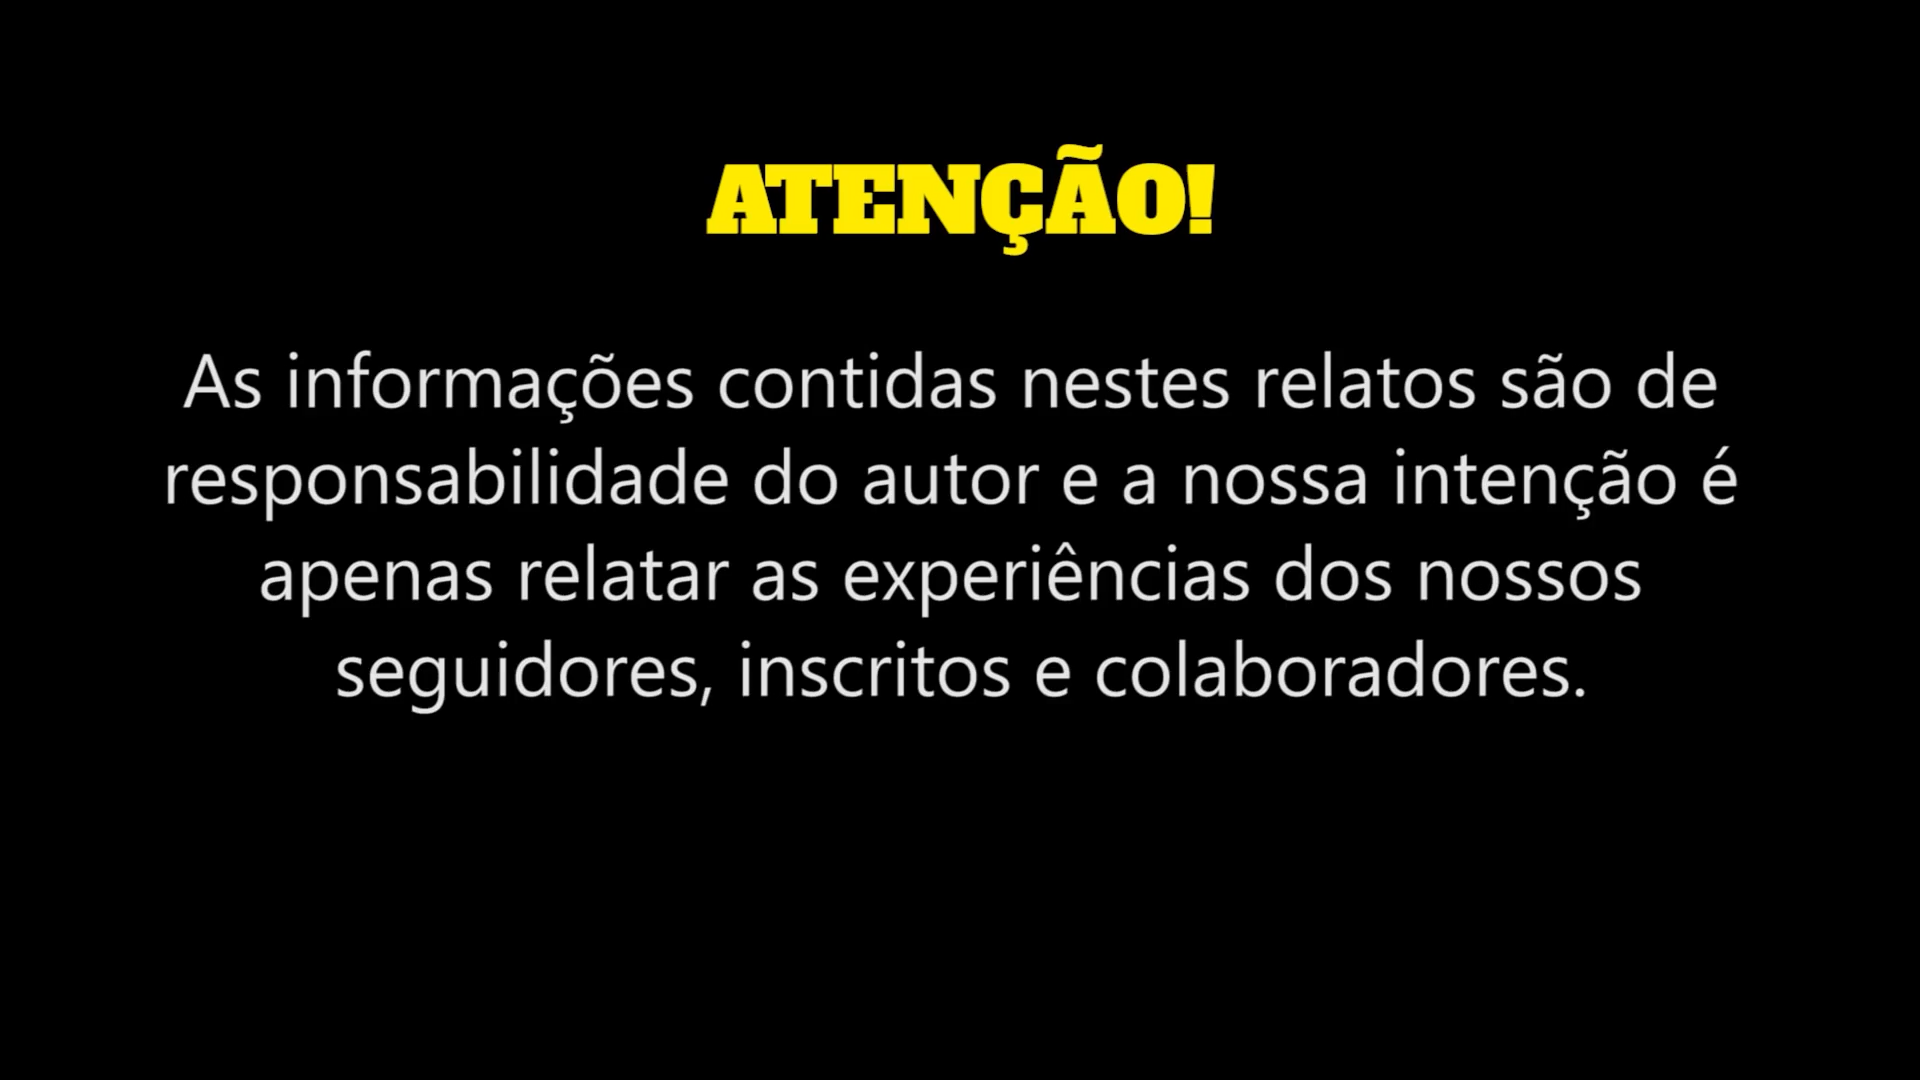 ATENÇÃO!
As informações contidas nestes relatos são de
responsabilidade do autor e a nossa intenção é
apenas relatar as experiências dos nossos
seguidores, inscritos e colaboradores.